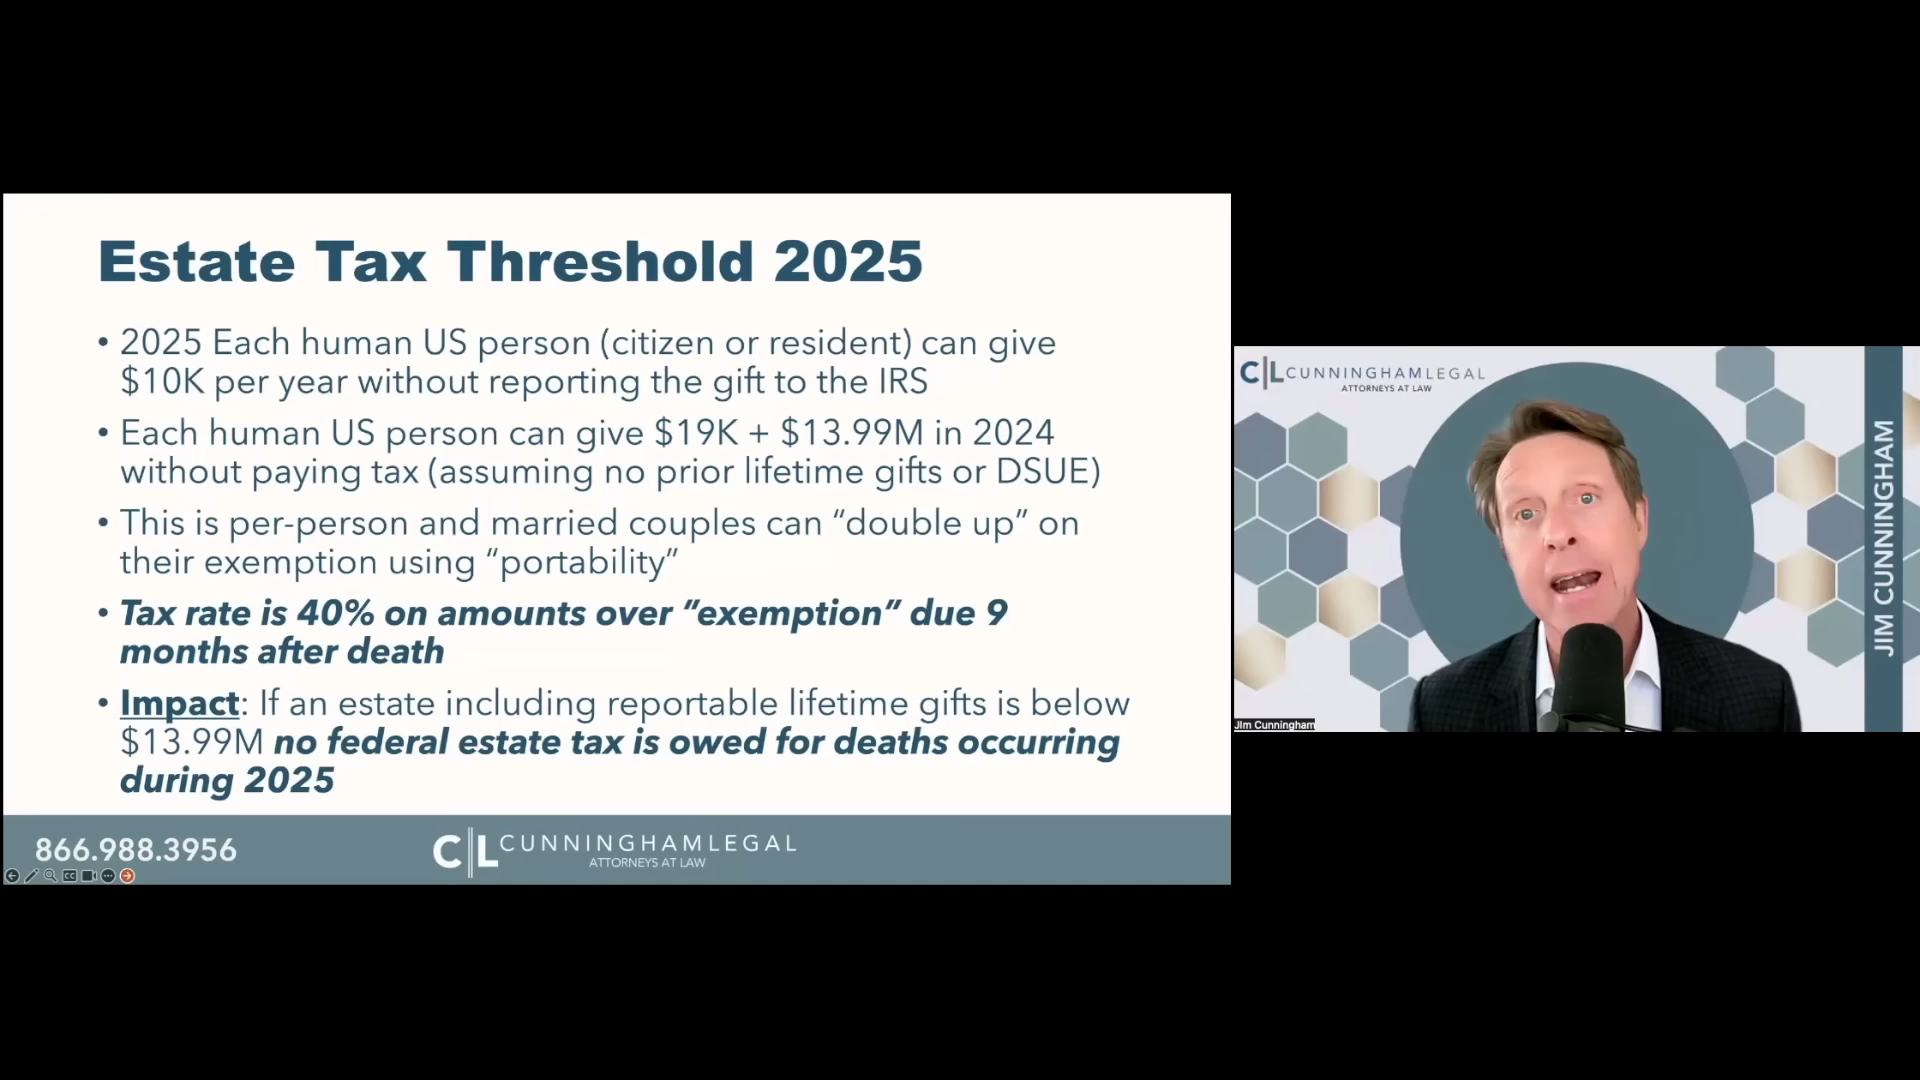 Estate Tax Threshold 2025
• 2025 Each human US person (citizen or resident) can give
$10K per year without reporting the gift to the IRS
• Each human US person can give $19K + $13.99M in 2024
without paying tax (assuming no prior lifetime gifts or DSUE)
• This is per-person and married couples can “double up” on
their exemption using “portability”
• Tax rate is 40% on amounts over “exemption” due 9
months after death
• Impact: If an estate including reportable lifetime gifts is below
$13.99M no federal estate tax is owed for deaths occurring
during 2025
866.988.3956
CL CUNNINGHAMLEGAL
ATTORNEYS AT LAW
CC
CL CUNNINGHAMLEGAL
ATTORNEYS AT LAW
JIM CUNNINGHAM
JIm Cunningham